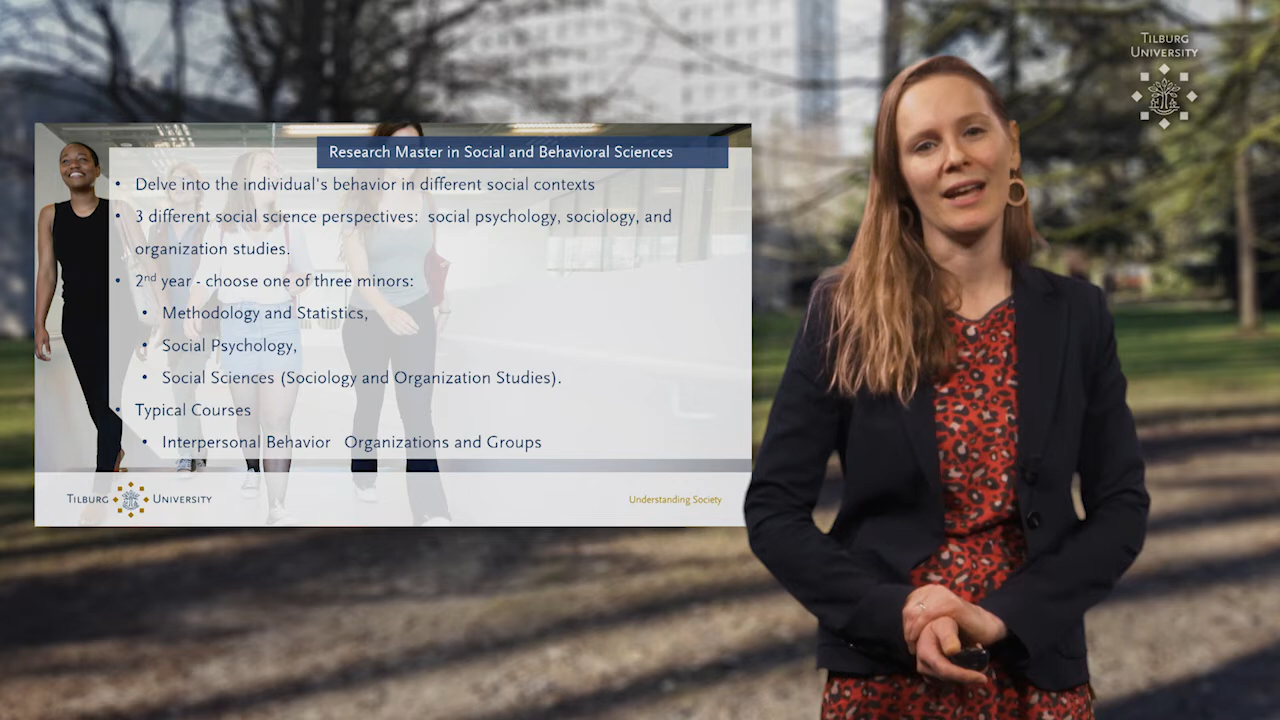 TILBURG
UNIVERSITY
Research Master in Social and Behavioral Sciences
• Delve into the individual's behavior in different social contexts
• 3 different social science perspectives: social psychology, sociology, and
organization studies.
• 2nd year - choose one of three minors:
• Methodology and Statistics,
• Social Psychology,
• Social Sciences (Sociology and Organization Studies).
• Typical Courses
• Interpersonal Behavior Organizations and Groups
TILBURG UNIVERSITY
Understanding Society